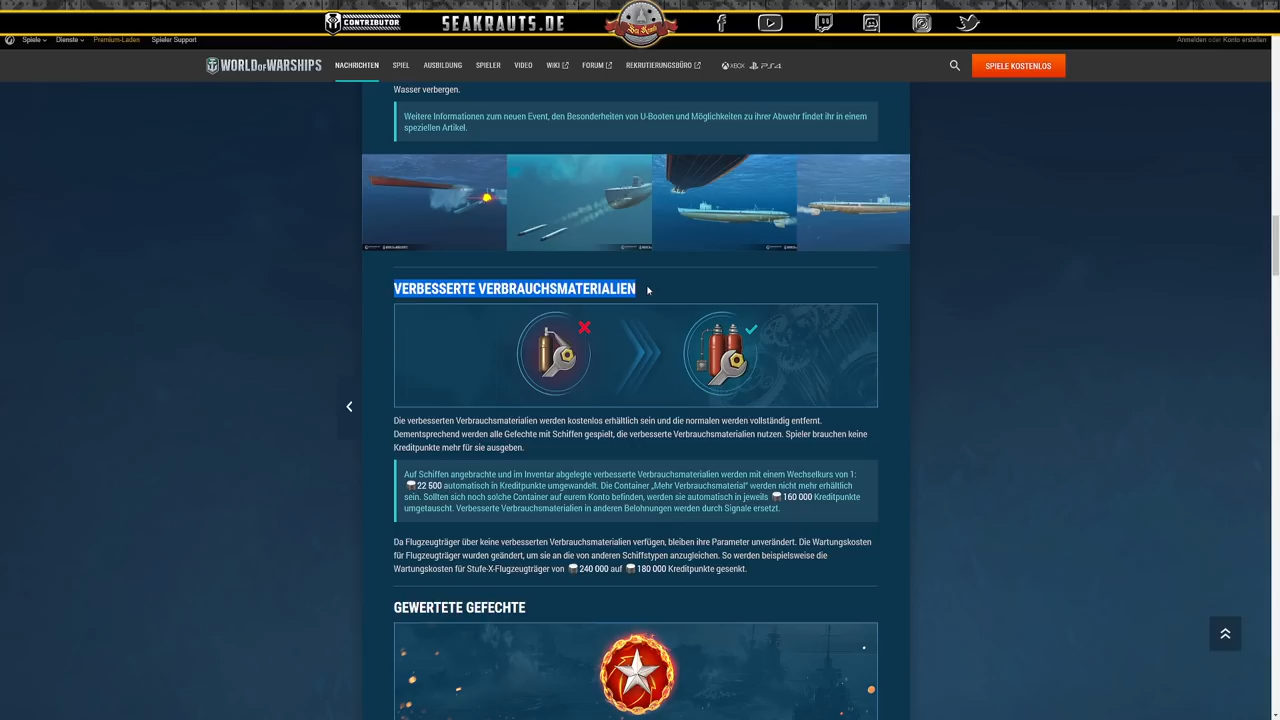 CONTRIBUTOR
SEAKRAUTS.DE
Sea Krauts
Spiele
Dienste
Premium-Laden
Spieler Support
Anmelden oder Konto erstellen
WORLD OF WARSHIPS
NACHRICHTEN
SPIEL
AUSBILDUNG
SPIELER
VIDEO
WIKI
FORUM
REKRUTIERUNGSBÜRO
XBOX
PS4
SPIELE KOSTENLOS
Wasser verbergen.
Weitere Informationen zum neuen Event, den Besonderheiten von U-Booten und Möglichkeiten zu ihrer Abwehr findet ihr in einem
speziellen Artikel.
VERBESSERTE VERBRAUCHSMATERIALIEN
Die verbesserten Verbrauchsmaterialien werden kostenlos erhältlich sein und die normalen werden vollständig entfernt.
Dementsprechend werden alle Gefechte mit Schiffen gespielt, die verbesserte Verbrauchsmaterialien nutzen. Spieler brauchen keine
Kreditpunkte mehr für sie ausgeben.
Auf Schiffen angebrachte und im Inventar abgelegte verbesserte Verbrauchsmaterialien werden mit einem Wechselkurs von 1:
22 500 automatisch in Kreditpunkte umgewandelt. Die Container „Mehr Verbrauchsmaterial" werden nicht mehr erhältlich
sein. Sollten sich noch solche Container auf eurem Konto befinden, werden sie automatisch in jeweils 160 000 Kreditpunkte
umgetauscht. Verbesserte Verbrauchsmaterialien in anderen Belohnungen werden durch Signale ersetzt.
Da Flugzeugträger über keine verbesserten Verbrauchsmaterialien verfügen, bleiben ihre Parameter unverändert. Die Wartungskosten
für Flugzeugträger wurden geändert, um sie an die von anderen Schiffstypen anzugleichen. So werden beispielsweise die
Wartungskosten für Stufe-X-Flugzeugträger von 240 000 auf 180 000 Kreditpunkte gesenkt.
GEWERTETE GEFECHTE